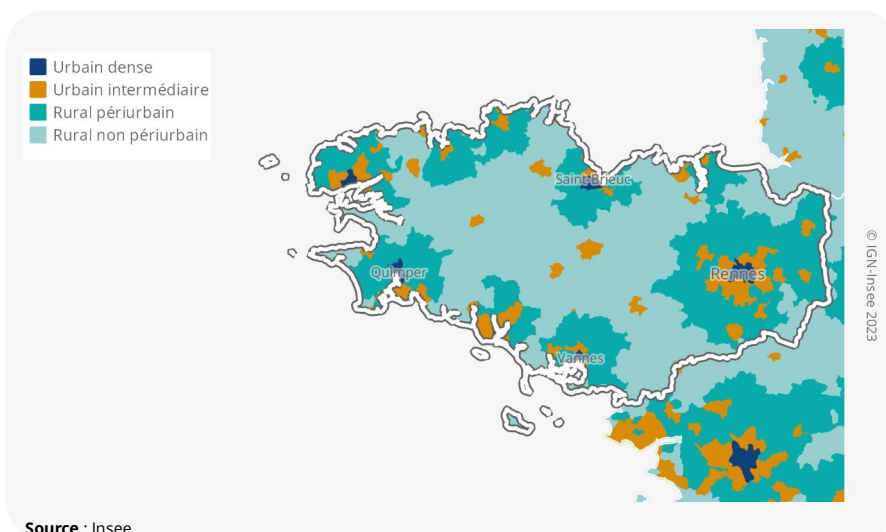 Urbain dense
Urbain intermédiaire
Rural périurbain
Rural non périurbain
Saint-Brieuc
Quimper
Rennes
Vannes
© IGN-Insee 2023
Source : Insee